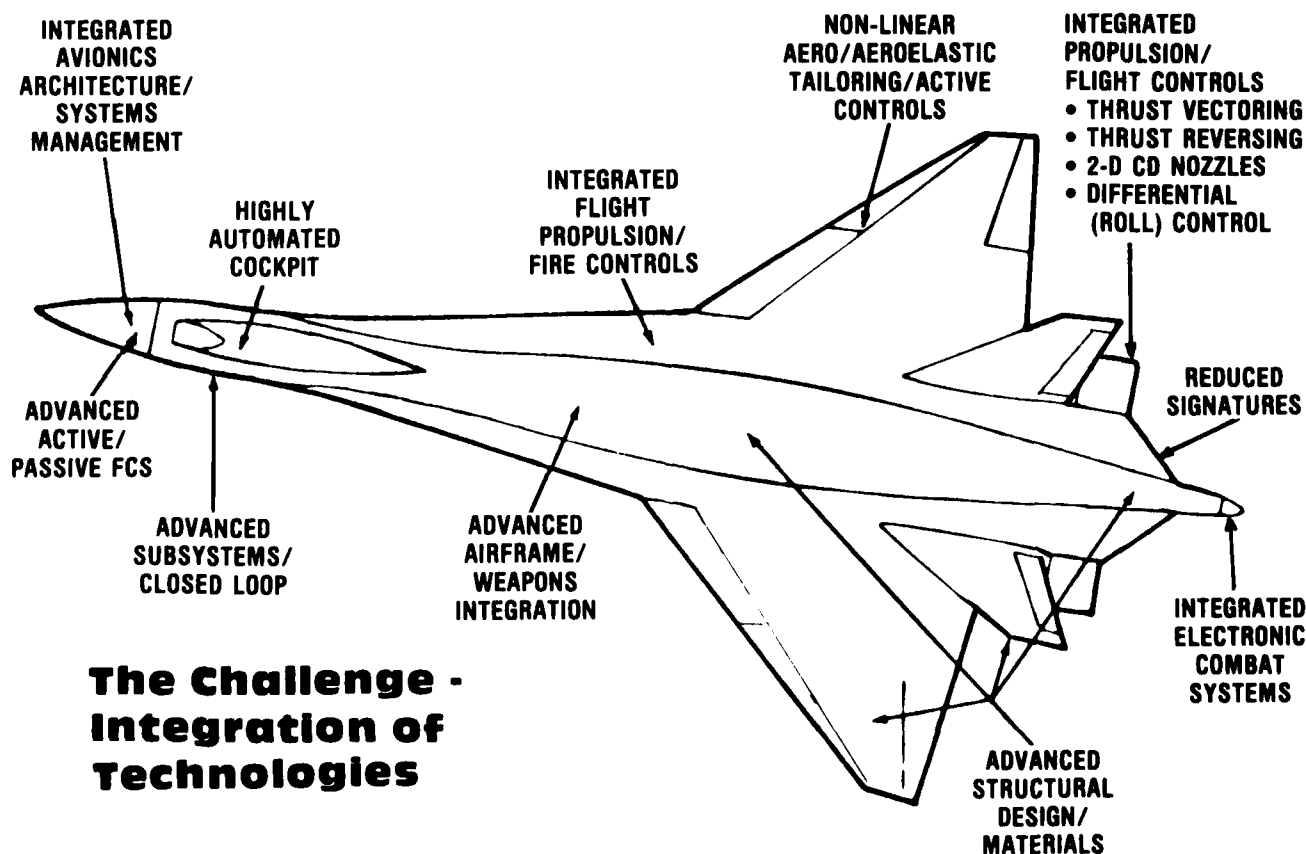 INTEGRATED
AVIONICS
ARCHITECTURE/
SYSTEMS
MANAGEMENT
HIGHLY
AUTOMATED
COCKPIT
INTEGRATED
FLIGHT
PROPULSION/
FIRE CONTROLS
NON-LINEAR
AERO/AEROELASTIC
TAILORING/ACTIVE
CONTROLS
INTEGRATED
PROPULSION/
FLIGHT CONTROLS
• THRUST VECTORING
• THRUST REVERSING
• 2-D CD NOZZLES
• DIFFERENTIAL
(ROLL) CONTROL
REDUCED
SIGNATURES
ADVANCED
ACTIVE/
PASSIVE FCS
ADVANCED
SUBSYSTEMS/
CLOSED LOOP
ADVANCED
AIRFRAME/
WEAPONS
INTEGRATION
INTEGRATED
ELECTRONIC
COMBAT
SYSTEMS
ADVANCED
STRUCTURAL
DESIGN/
MATERIALS
The Challenge -
Integration of
Technologies